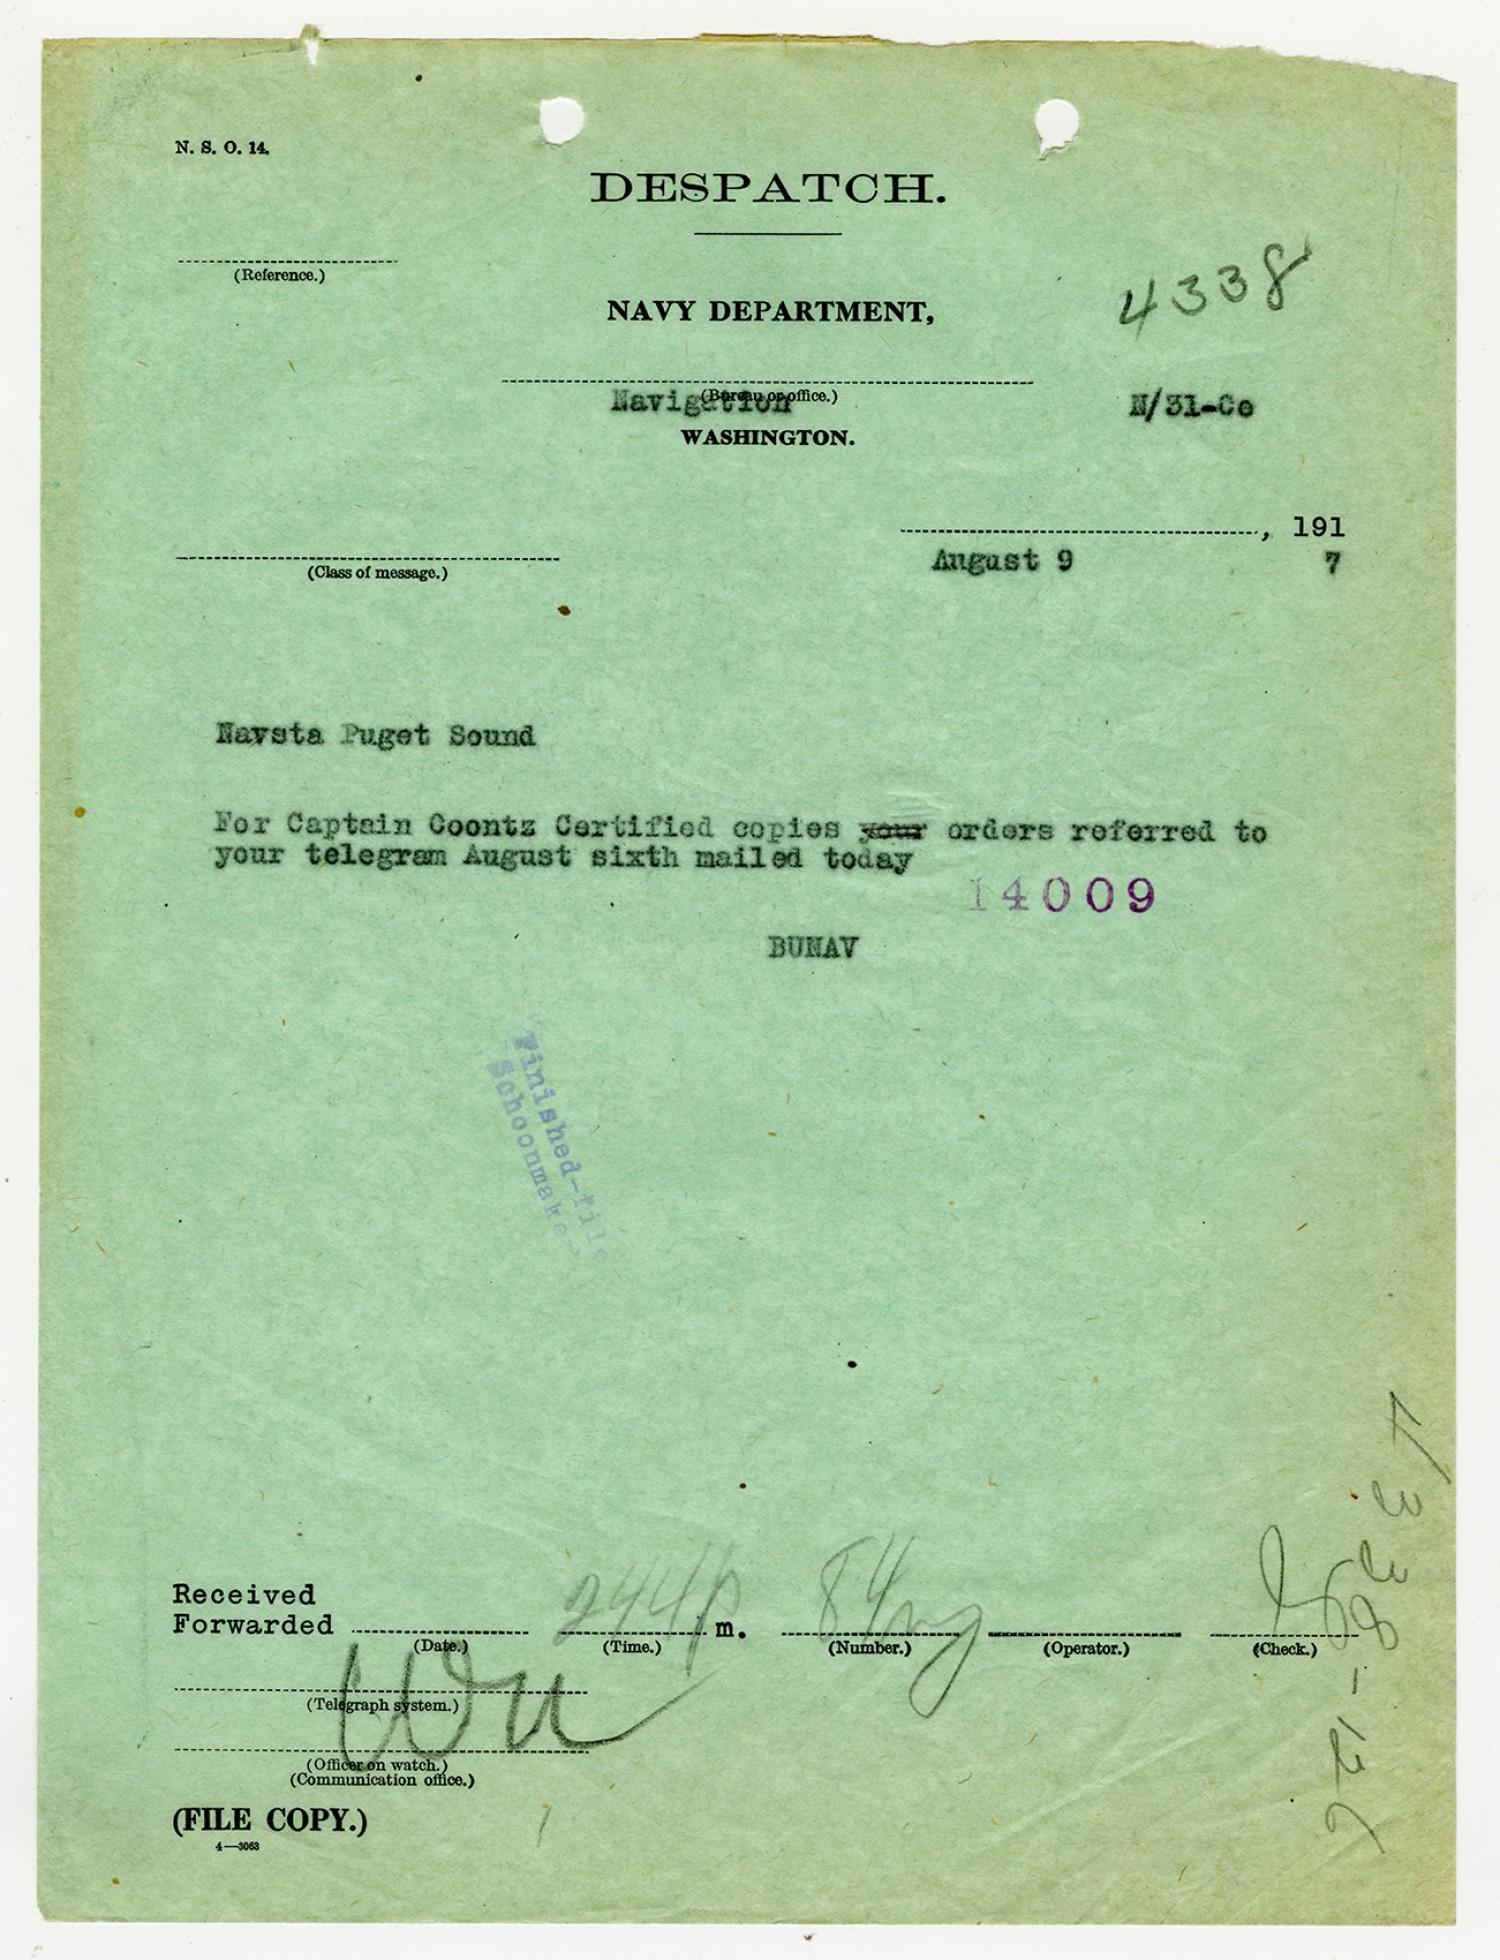 N. S. O. 14.
DESPATCH.
(Reference.)
4338
NAVY DEPARTMENT,
Navigation
(Bureau or office.)
N/31-Co
WASHINGTON.
, 191
August 9 7
(Class of message.)
Navsta Puget Sound
For Captain Coontz Certified copies your orders referred to
your telegram August sixth mailed today
14009
BUNAV
Finished-file
Schoonmaker
Received
Forwarded
244p m.
84
(Date.) (Time.) (Number.) (Operator.) (Check.)
Wu
(Telegraph system.)
(Officer on watch.)
(Communication office.)
(FILE COPY.)
4—3063